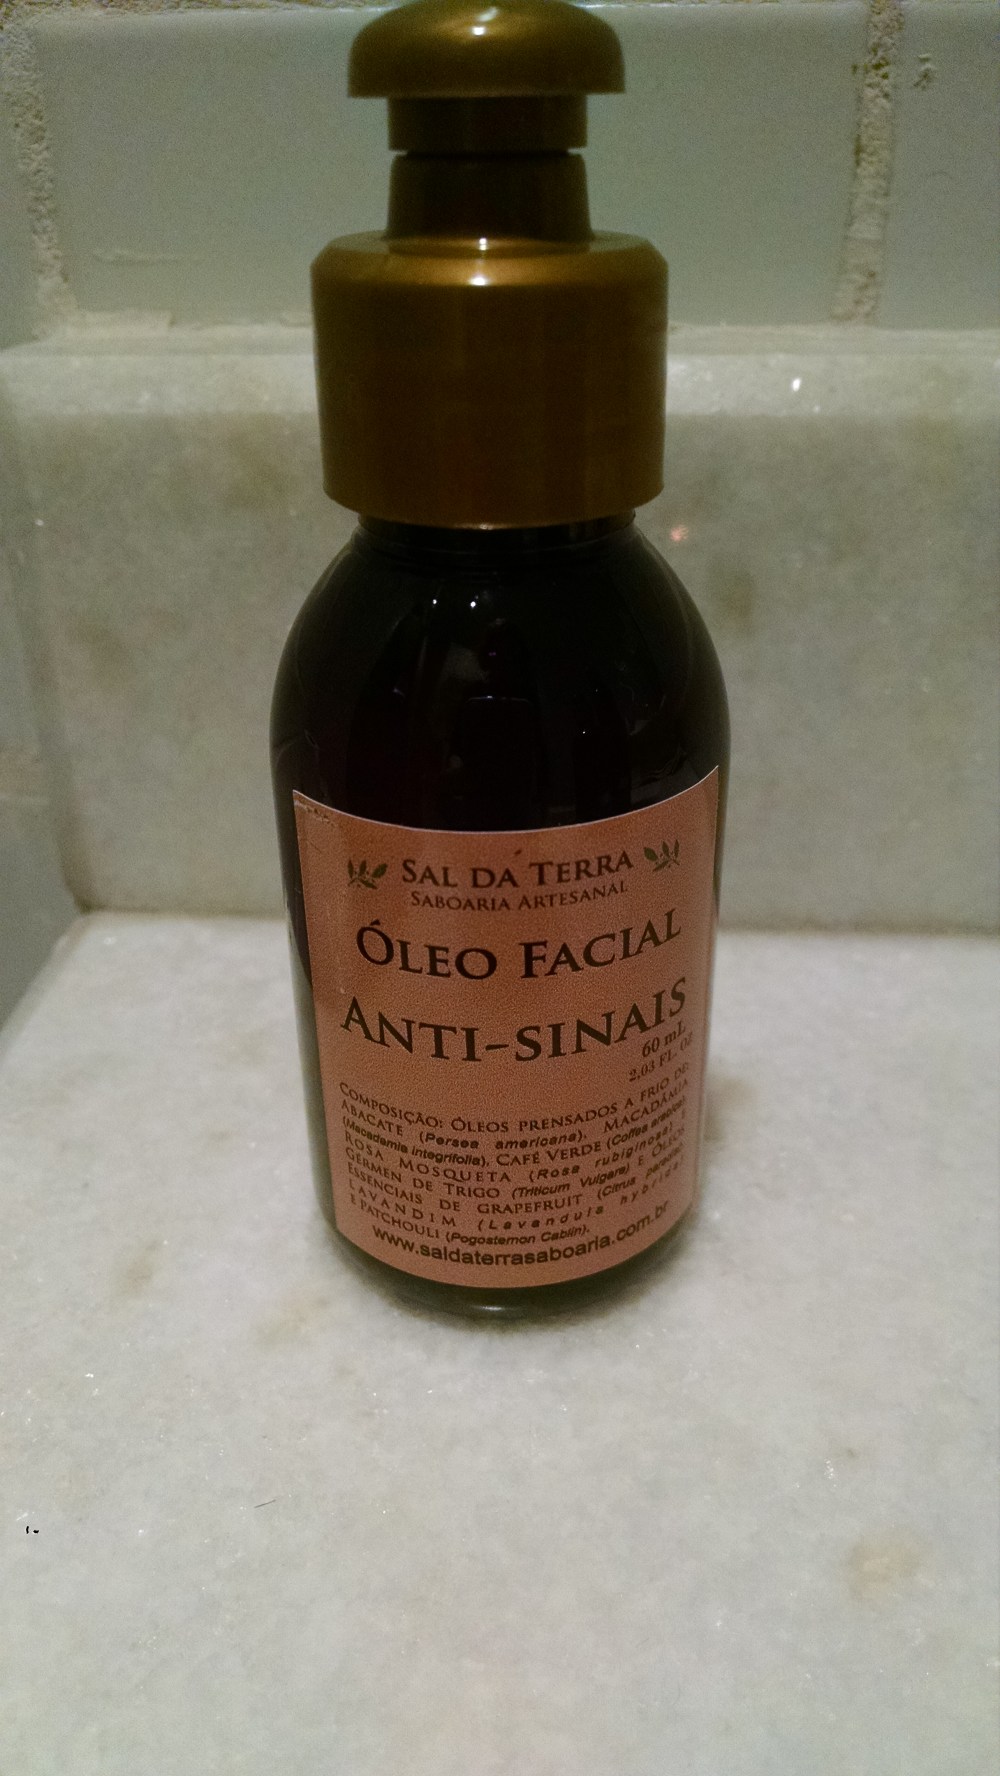 SAL DA TERRA
SABOARIA ARTESANAL
ÓLEO FACIAL
ANTI-SINAIS
60 mL
2,03 FL. OZ
COMPOSIÇÃO: ÓLEOS PRENSADOS A FRIO DE:
ABACATE (Persea americana), MACADÂMIA
(Macadamia integrifolia), CAFÉ VERDE (Coffea arabica),
ROSA MOSQUETA (Rosa rubiginosa)
GÉRMEN DE TRIGO (Triticum Vulgare) E ÓLEOS
ESSENCIAIS DE GRAPEFRUIT (Citrus paradisi)
LAVANDIM (Lavandula hybrida)
E PATCHOULI (Pogostemon Cablin).
www.saldaterrasaboaria.com.br